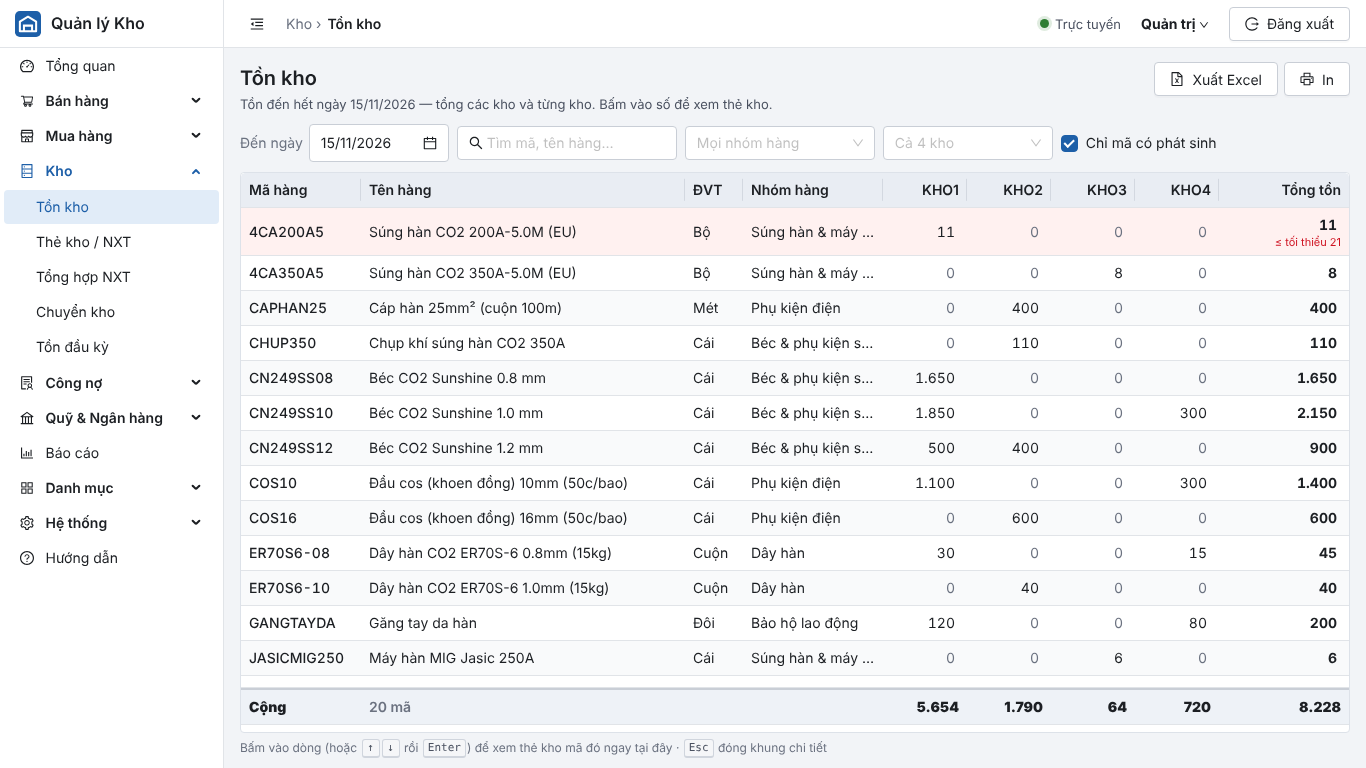 Quản lý Kho
Kho › Tồn kho
Trực tuyến
Quản trị
Đăng xuất
Tổng quan
Bán hàng
Mua hàng
Kho
Tồn kho
Thẻ kho / NXT
Tổng hợp NXT
Chuyển kho
Tồn đầu kỳ
Công nợ
Quỹ & Ngân hàng
Báo cáo
Danh mục
Hệ thống
Hướng dẫn
Tồn kho
Tồn đến hết ngày 15/11/2026 — tổng các kho và từng kho. Bấm vào số để xem thẻ kho.
Xuất Excel
In
Đến ngày 15/11/2026 Tìm mã, tên hàng... Mọi nhóm hàng Cả 4 kho Chỉ mã có phát sinh
Mã hàng Tên hàng ĐVT Nhóm hàng KHO1 KHO2 KHO3 KHO4 Tổng tồn
4CA200A5 Súng hàn CO2 200A-5.0M (EU) Bộ Súng hàn & máy ... 11 0 0 0 11
≤ tối thiểu 21
4CA350A5 Súng hàn CO2 350A-5.0M (EU) Bộ Súng hàn & máy ... 0 0 8 0 8
CAPHAN25 Cáp hàn 25mm² (cuộn 100m) Mét Phụ kiện điện 0 400 0 0 400
CHUP350 Chụp khí súng hàn CO2 350A Cái Béc & phụ kiện s... 0 110 0 0 110
CN249SS08 Béc CO2 Sunshine 0.8 mm Cái Béc & phụ kiện s... 1.650 0 0 0 1.650
CN249SS10 Béc CO2 Sunshine 1.0 mm Cái Béc & phụ kiện s... 1.850 0 0 300 2.150
CN249SS12 Béc CO2 Sunshine 1.2 mm Cái Béc & phụ kiện s... 500 400 0 0 900
COS10 Đầu cos (khoen đồng) 10mm (50c/bao) Cái Phụ kiện điện 1.100 0 0 300 1.400
COS16 Đầu cos (khoen đồng) 16mm (50c/bao) Cái Phụ kiện điện 0 600 0 0 600
ER70S6-08 Dây hàn CO2 ER70S-6 0.8mm (15kg) Cuộn Dây hàn 30 0 0 15 45
ER70S6-10 Dây hàn CO2 ER70S-6 1.0mm (15kg) Cuộn Dây hàn 0 40 0 0 40
GANGTAYDA Găng tay da hàn Đôi Bảo hộ lao động 120 0 0 80 200
JASICMIG250 Máy hàn MIG Jasic 250A Cái Súng hàn & máy ... 0 0 6 0 6
Cộng 20 mã 5.654 1.790 64 720 8.228
Bấm vào dòng (hoặc ↑ ↓ rồi Enter) để xem thẻ kho mã đó ngay tại đây · Esc đóng khung chi tiết